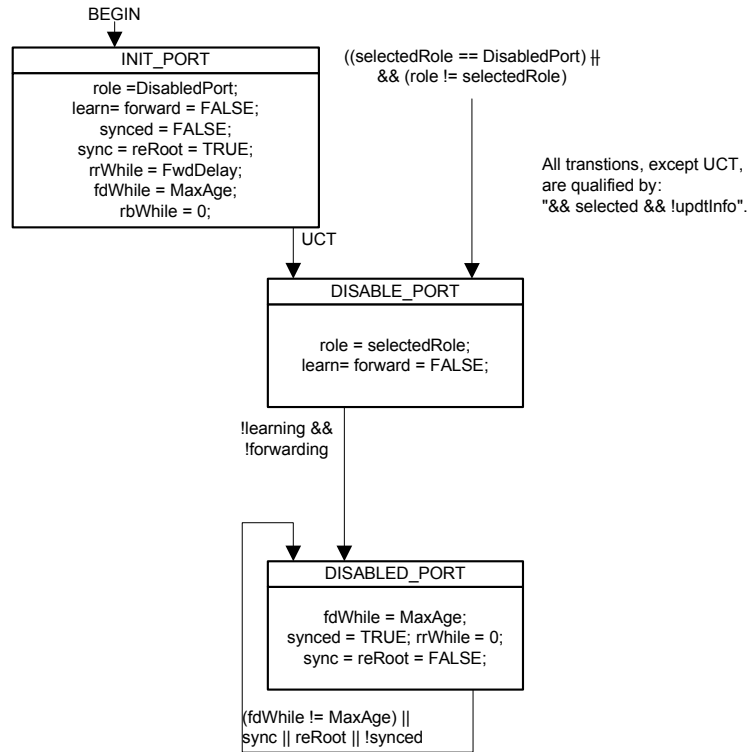 BEGIN
INIT_PORT
role =DisabledPort;
learn= forward = FALSE;
synced = FALSE;
sync = reRoot = TRUE;
rrWhile = FwdDelay;
fdWhile = MaxAge;
rbWhile = 0;
((selectedRole == DisabledPort) ||
&& (role != selectedRole)
All transtions, except UCT,
are qualified by:
"&& selected && !updtInfo".
UCT
DISABLE_PORT
role = selectedRole;
learn= forward = FALSE;
!learning &&
!forwarding
DISABLED_PORT
fdWhile = MaxAge;
synced = TRUE; rrWhile = 0;
sync = reRoot = FALSE;
(fdWhile != MaxAge) ||
sync || reRoot || !synced